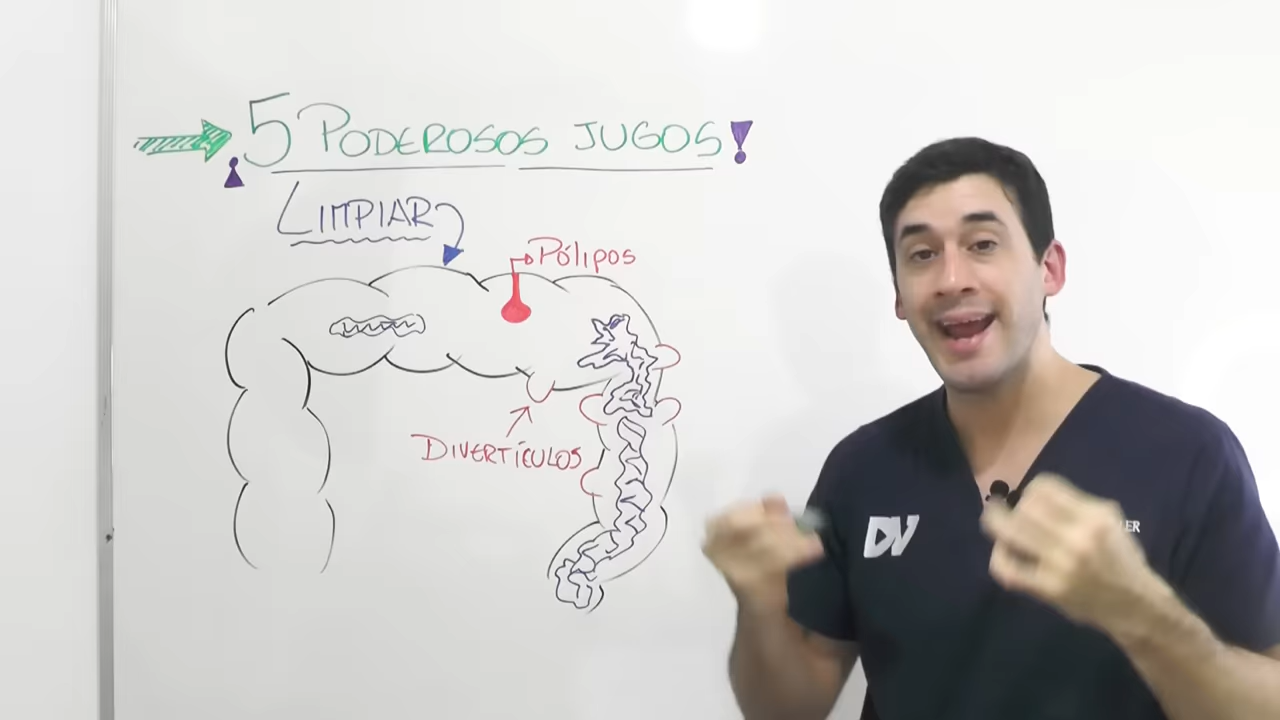 ¡5 PODEROSOS JUGOS!
LIMPIAR
PÓLIPOS
DIVERTÍCULOS
DV